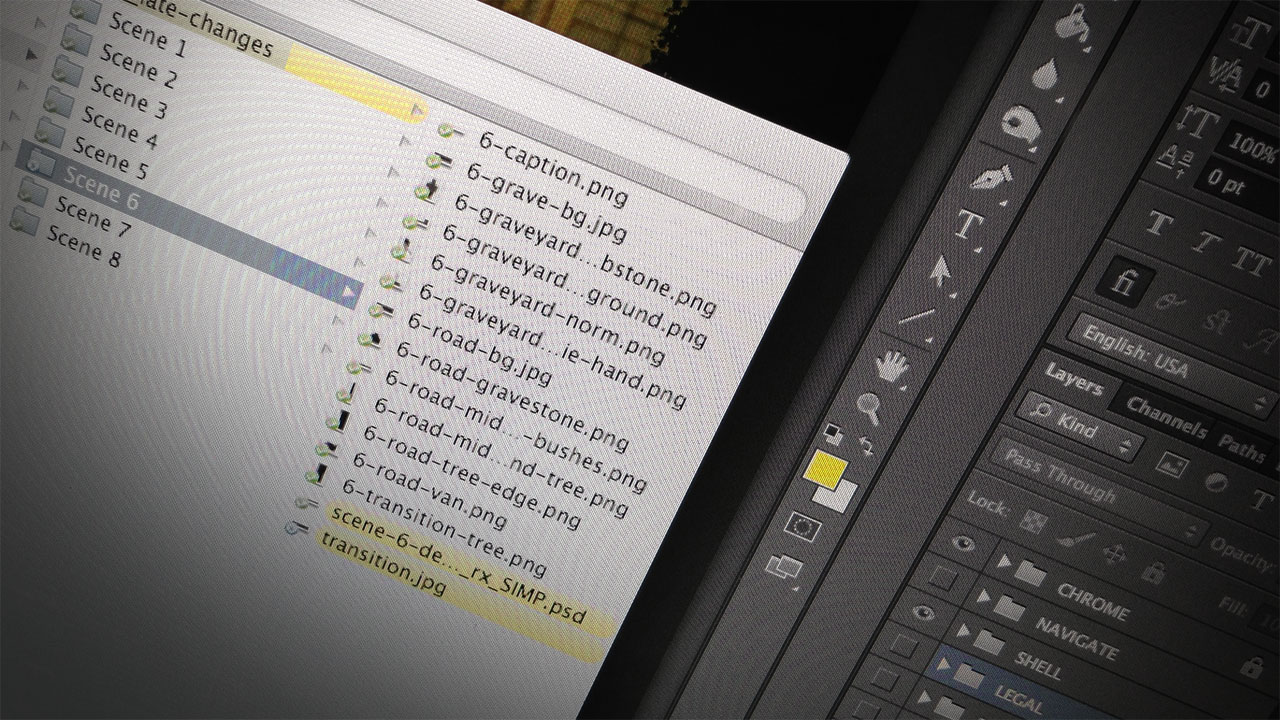 late-changes
Scene 1
Scene 2
Scene 3
Scene 4
Scene 5
Scene 6
Scene 7
Scene 8
6-caption.png
6-grave-bg.jpg
6-graveyard...bstone.png
6-graveyard...ground.png
6-graveyard-norm.png
6-graveyard...ie-hand.png
6-road-bg.jpg
6-road-gravestone.png
6-road-mid...-bushes.png
6-road-mid...nd-tree.png
6-road-tree-edge.png
6-road-van.png
6-transition-tree.png
scene-6-de..._rx_SIMP.psd
transition.jpg
T
0
100%
0 pt
T T TT
fi
English: USA
Layers Channels Paths
Kind
Pass Through
Opacity:
Lock:
Fill:
CHROME
NAVIGATE
SHELL
LEGAL